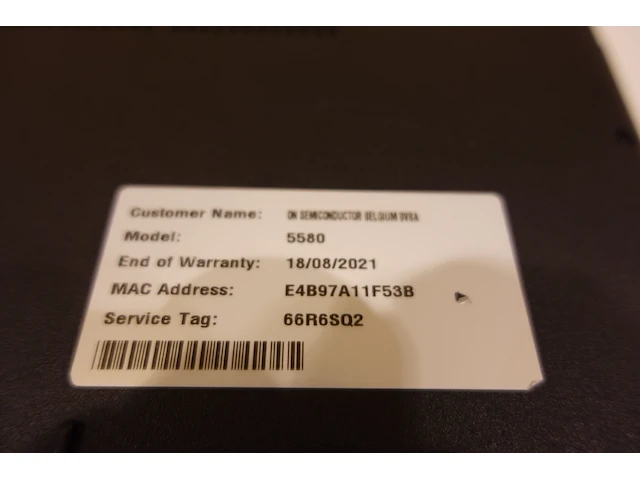 Customer Name: ON SEMICONDUCTOR BELGIUM BVBA
Model: 5580
End of Warranty: 18/08/2021
MAC Address: E4B97A11F53B
Service Tag: 66R6SQ2